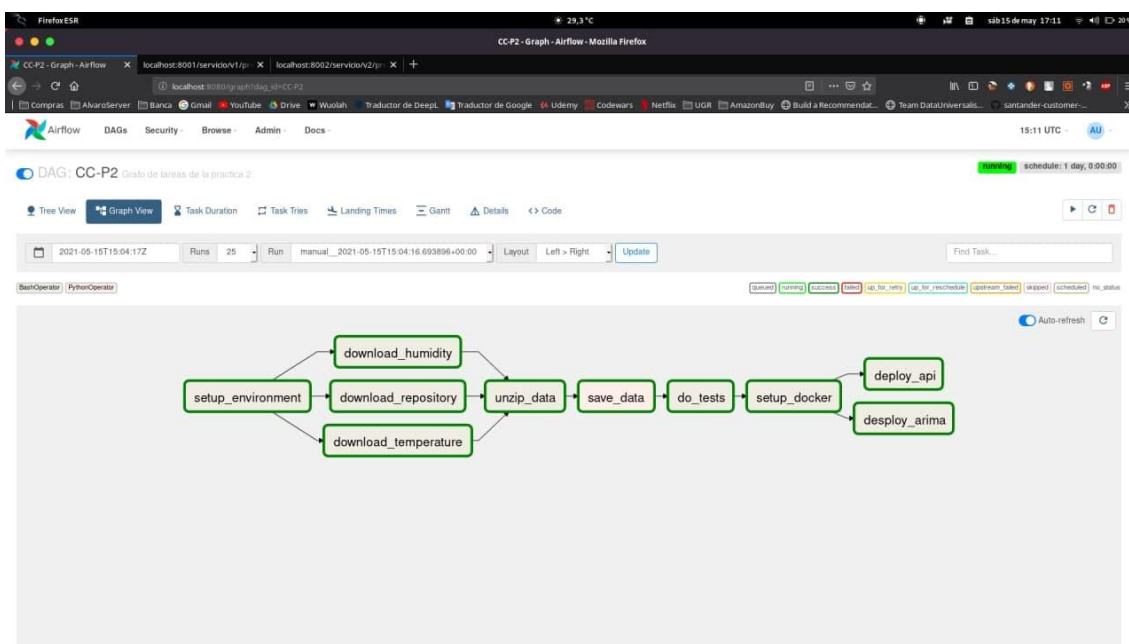 Firefox ESR
29,3°C
sáb 15 de may 17:11
20
CC-P2 - Graph - Airflow - Mozilla Firefox
CC-P2 - Graph - Airflow
localhost:8001/servicio/v1/pr
localhost:8002/servicio/v2/pr
localhost:8080/graph?dag_id=CC-P2
Compras AlvaroServer Banca Gmail YouTube Drive Wuolah Traductor de DeepL Traductor de Google Udemy Codewars Netflix UGR AmazonBuy Build a Recommendat... Team DataUniversalis... santander-customer-...
Airflow DAGs Security Browse Admin Docs 15:11 UTC AU
DAG: CC-P2 Grafo de tareas de la practica 2
running schedule: 1 day, 0:00:00
Tree View Graph View Task Duration Task Tries Landing Times Gantt Details <> Code
2021-05-15T15:04:17Z Runs 25 Run manual__2021-05-15T15:04:16.693896+00:00 Layout Left > Right Update Find Task...
BashOperator PythonOperator
queued running success failed up_for_retry up_for_reschedule upstream_failed skipped scheduled no_status
Auto-refresh
download_humidity
deploy_api
setup_environment download_repository unzip_data save_data do_tests setup_docker
desploy_arima
download_temperature